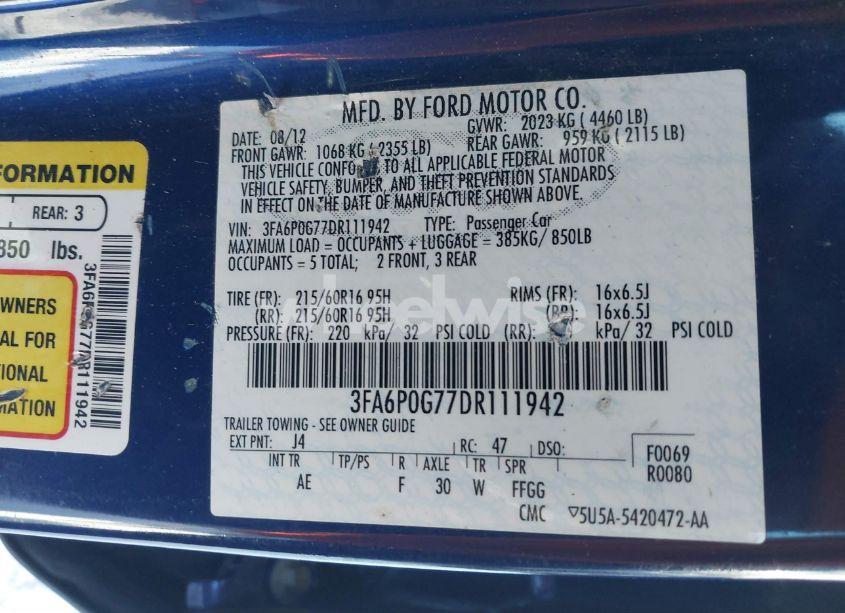 MFD. BY FORD MOTOR CO.
DATE: 08/12 GVWR: 2023 KG ( 4460 LB)
FRONT GAWR: 1068 KG ( 2355 LB) REAR GAWR: 959 KG ( 2115 LB)
THIS VEHICLE CONFORMS TO ALL APPLICABLE FEDERAL MOTOR
VEHICLE SAFETY, BUMPER, AND THEFT PREVENTION STANDARDS
IN EFFECT ON THE DATE OF MANUFACTURE SHOWN ABOVE.
VIN: 3FA6P0G77DR111942 TYPE: Passenger Car
MAXIMUM LOAD = OCCUPANTS + LUGGAGE = 385KG/ 850LB
OCCUPANTS = 5 TOTAL; 2 FRONT, 3 REAR
TIRE (FR): 215/60R16 95H RIMS (FR): 16x6.5J
(RR): 215/60R16 95H (RR): 16x6.5J
PRESSURE (FR): 220 kPa/ 32 PSI COLD (RR): kPa/ 32 PSI COLD
3FA6P0G77DR111942
TRAILER TOWING - SEE OWNER GUIDE
EXT PNT: J4 RC: 47 DSO: F0069
R0080
INT TR TP/PS R AXLE TR SPR
AE F 30 W FFGG
CMC ▽5U5A-5420472-AA
FORMATION
REAR: 3
850 lbs.
WNERS
AL FOR
TIONAL
MATION
3FA6P0G77DR111942
wheelwise